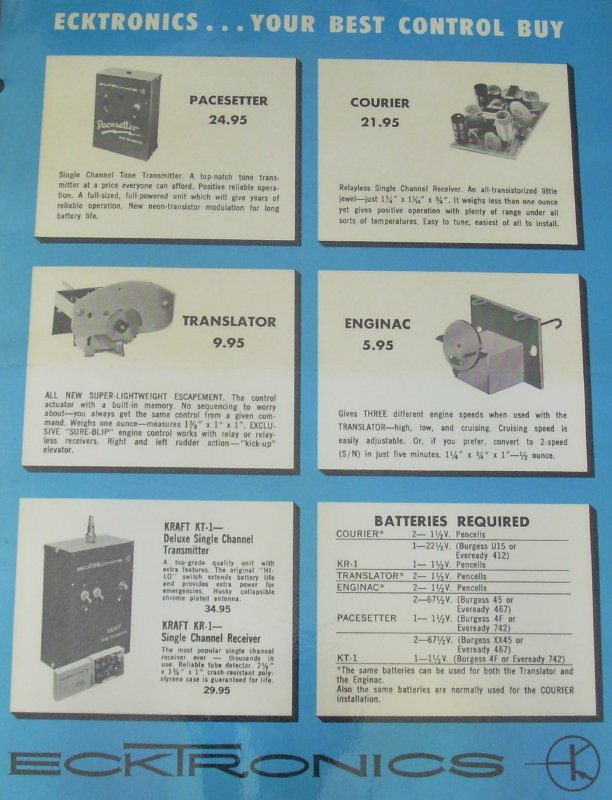 ECKTRONICS . . . YOUR BEST CONTROL BUY
ECKTRONICS
Pacesetter
PACESETTER
24.95
Single Channel Tone Transmitter. A top-notch tone trans-
mitter at a price everyone can afford. Positive reliable opera-
tion. A full-sized, full-powered unit which will give years of
reliable operation. New neon-transistor modulation for long
battery life.
COURIER
21.95
Relayless Single Channel Receiver. An all-transistorized little
jewel—just 1¼" x 1 1/16" x ¾". It weighs less than one ounce
yet gives positive operation with plenty of range under all
sorts of temperatures. Easy to tune, easiest of all to install.
TRANSLATOR
9.95
ALL NEW SUPER-LIGHTWEIGHT ESCAPEMENT. The control
actuator with a built-in memory. No sequencing to worry
about—you always get the same control from a given com-
mand. Weighs one ounce—measures 1⅞" x 1" x 1". EXCLU-
SIVE "SURE-BLIP" engine control works with relay or relay-
less receivers. Right and left rudder action—"kick-up"
elevator.
ENGINAC
5.95
Gives THREE different engine speeds when used with the
TRANSLATOR—high, low, and cruising. Cruising speed is
easily adjustable. Or, if you prefer, convert to 2-speed
(S/N) in just five minutes. 1¼" x ¾" x 1"—½ ounce.
ECKTRONICS
KRAFT
KRAFT KT-1—
Deluxe Single Channel
Transmitter
A top-grade quality unit with
extra features. The original "HI-
LO" switch extends battery life
and provides extra power for
emergencies. Husky collapsible
chrome plated antenna.
34.95
KRAFT KR-1—
Single Channel Receiver
The most popular single channel
receiver ever — thousands in
use. Reliable tube detector. 2⅛"
x 1⅜" x 1" crash-resistant poly-
styrene case is guaranteed for life.
29.95
BATTERIES REQUIRED
COURIER* 2— 1½V. Pencells
1—22½V. (Burgess U15 or
Eveready 412)
KR-1 2— 1½V. Pencells
TRANSLATOR* 2— 1½V. Pencells
ENGINAC* 2— 1½V. Pencells
2—67½V. (Burgess 45 or
Eveready 467)
PACESETTER 1— 1½V. (Burgess 4F or
Eveready 742)
2—67½V. (Burgess XX45 or
Eveready 467)
KT-1 1—1½V. (Burgess 4F or Eveready 742)
*The same batteries can be used for both the Translator and
the Enginac.
Also the same batteries are normally used for the COURIER
installation.
ECKTRONICS